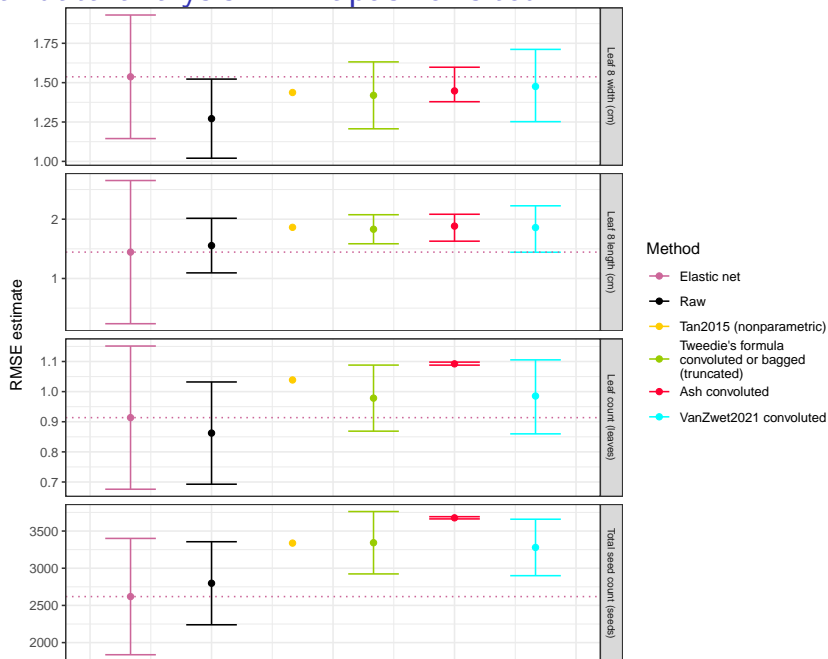 1.75
1.50
1.25
1.00
Leaf 8 width (cm)
2
1
Leaf 8 length (cm)
1.1
1.0
0.9
0.8
0.7
Leaf count (leaves)
3500
3000
2500
2000
Total seed count (seeds)
RMSE estimate
Method
Elastic net
Raw
Tan2015 (nonparametric)
Tweedie's formula
convoluted or bagged
(truncated)
Ash convoluted
VanZwet2021 convoluted